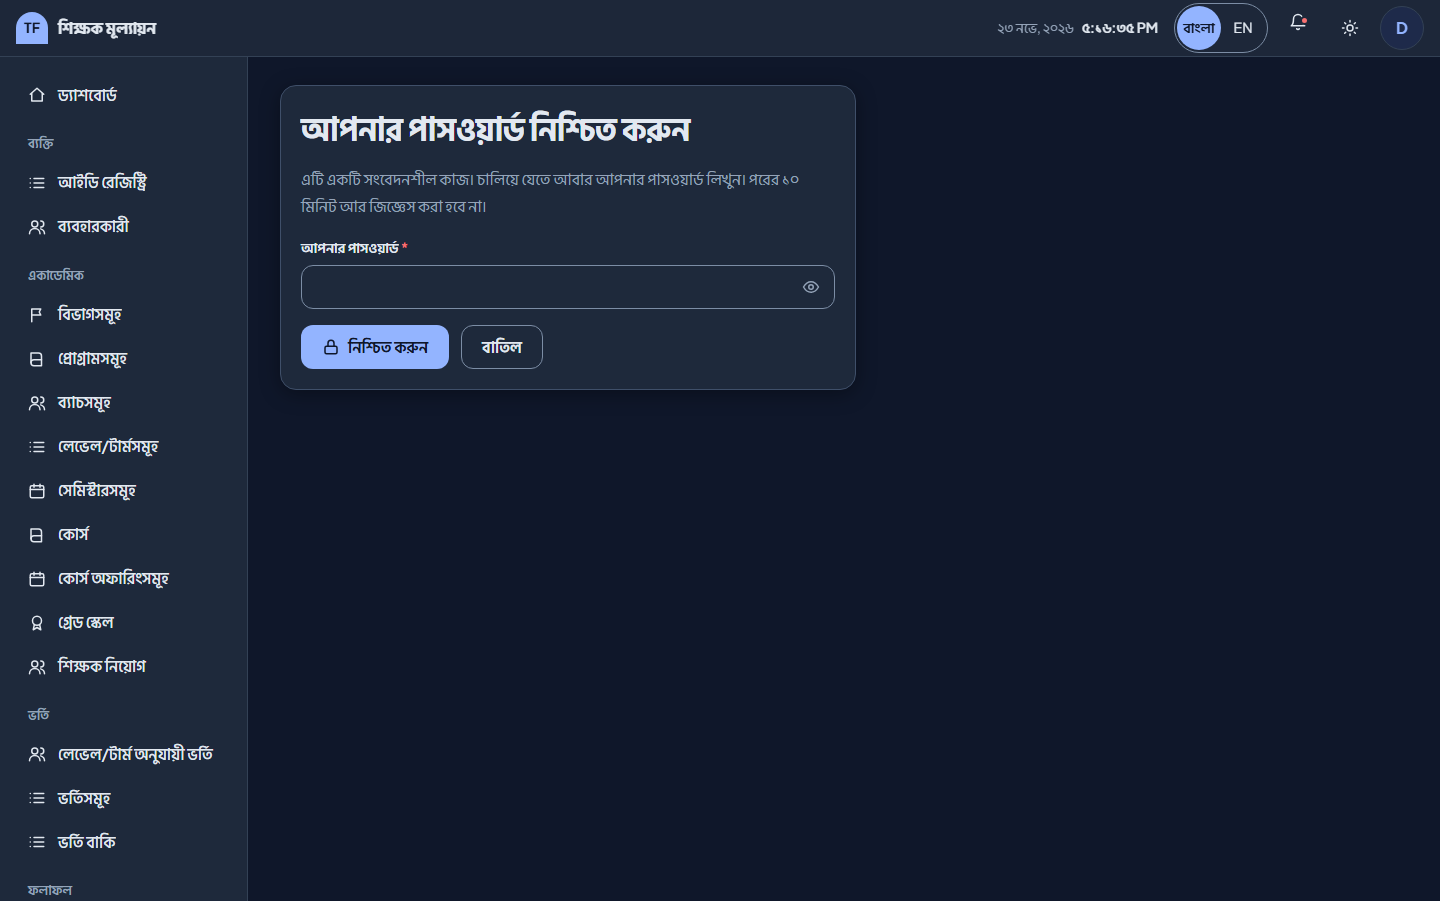 TF শিক্ষক মূল্যায়ন
২৩ নভে, ২০২৬ ৫:১৬:৩৫ PM বাংলা EN D
ড্যাশবোর্ড
ব্যক্তি
আইডি রেজিস্ট্রি
ব্যবহারকারী
একাডেমিক
বিভাগসমূহ
প্রোগ্রামসমূহ
ব্যাচসমূহ
লেভেল/টার্মসমূহ
সেমিস্টারসমূহ
কোর্স
কোর্স অফারিংসমূহ
গ্রেড স্কেল
শিক্ষক নিয়োগ
ভর্তি
লেভেল/টার্ম অনুযায়ী ভর্তি
ভর্তিসমূহ
ভর্তি বাকি
ফলাফল
আপনার পাসওয়ার্ড নিশ্চিত করুন
এটি একটি সংবেদনশীল কাজ। চালিয়ে যেতে আবার আপনার পাসওয়ার্ড লিখুন। পরের ১০
মিনিট আর জিজ্ঞেস করা হবে না।
আপনার পাসওয়ার্ড *
নিশ্চিত করুন
বাতিল